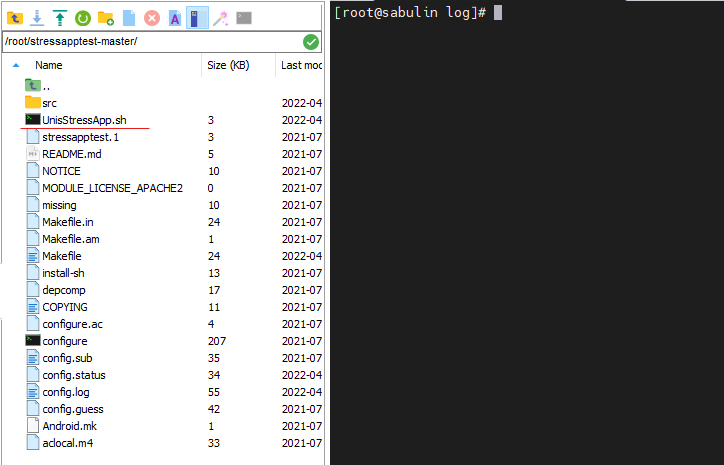 /root/stressapptest-master/
Name Size (KB) Last mod
..
src 2022-04
UnisStressApp.sh 3 2022-04
stressapptest.1 3 2021-07
README.md 5 2021-07
NOTICE 10 2021-07
MODULE_LICENSE_APACHE2 0 2021-07
missing 10 2021-07
Makefile.in 24 2021-07
Makefile.am 1 2021-07
Makefile 24 2022-04
install-sh 13 2021-07
depcomp 17 2021-07
COPYING 11 2021-07
configure.ac 4 2021-07
configure 207 2021-07
config.sub 35 2021-07
config.status 34 2022-04
config.log 55 2022-04
config.guess 42 2021-07
Android.mk 1 2021-07
aclocal.m4 33 2021-07
[root@sabulin log]#